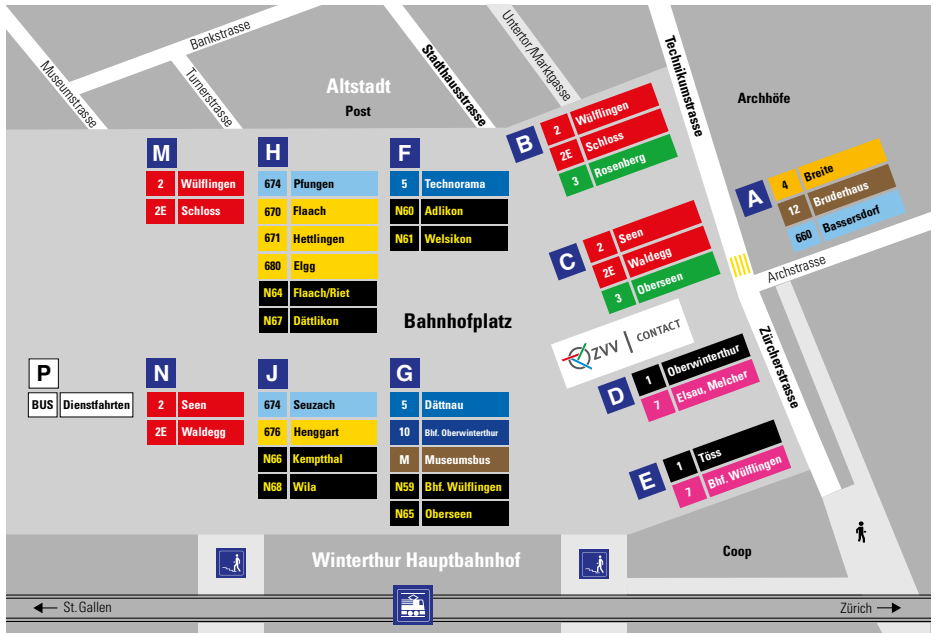 Museumstrasse
Bankstrasse
Turnerstrasse
Altstadt
Post
Stadthausstrasse
Untertor/Marktgasse
Technikumstrasse
Archhöfe
M
2 Wülflingen
2E Schloss
H
674 Pfungen
670 Flaach
671 Hettlingen
680 Elgg
N64 Flaach/Riet
N67 Dättlikon
F
5 Technorama
N60 Adlikon
N61 Welsikon
B
2 Wülflingen
2E Schloss
3 Rosenberg
A
4 Breite
12 Bruderhaus
660 Bassersdorf
C
2 Seen
2E Waldegg
3 Oberseen
Archstrasse
Bahnhofplatz
ZVV | CONTACT
Zürcherstrasse
P
BUS Dienstfahrten
N
2 Seen
2E Waldegg
J
674 Seuzach
676 Henggart
N66 Kemptthal
N68 Wila
G
5 Dättnau
10 Bhf. Oberwinterthur
M Museumsbus
N59 Bhf. Wülflingen
N65 Oberseen
D
1 Oberwinterthur
7 Elsau, Melcher
E
1 Töss
7 Bhf. Wülflingen
Winterthur Hauptbahnhof
Coop
St. Gallen
Zürich